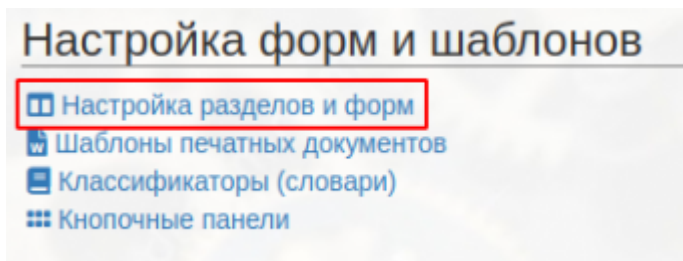 Настройка форм и шаблонов
Настройка разделов и форм
Шаблоны печатных документов
Классификаторы (словари)
Кнопочные панели